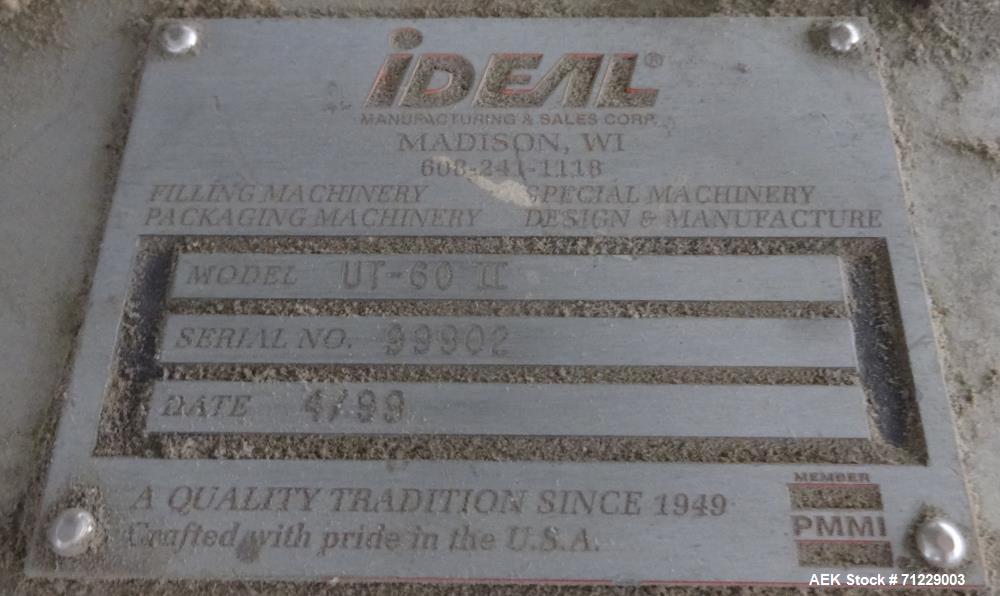 iDEAL®
MANUFACTURING & SALES CORP.
MADISON, WI
608-241-1118
FILLING MACHINERY SPECIAL MACHINERY
PACKAGING MACHINERY DESIGN & MANUFACTURE
MODEL UT-60 II
SERIAL NO. 99902
DATE 4/99
A QUALITY TRADITION SINCE 1949
Crafted with pride in the U.S.A.
MEMBER
PMMI
AEK Stock #71229003